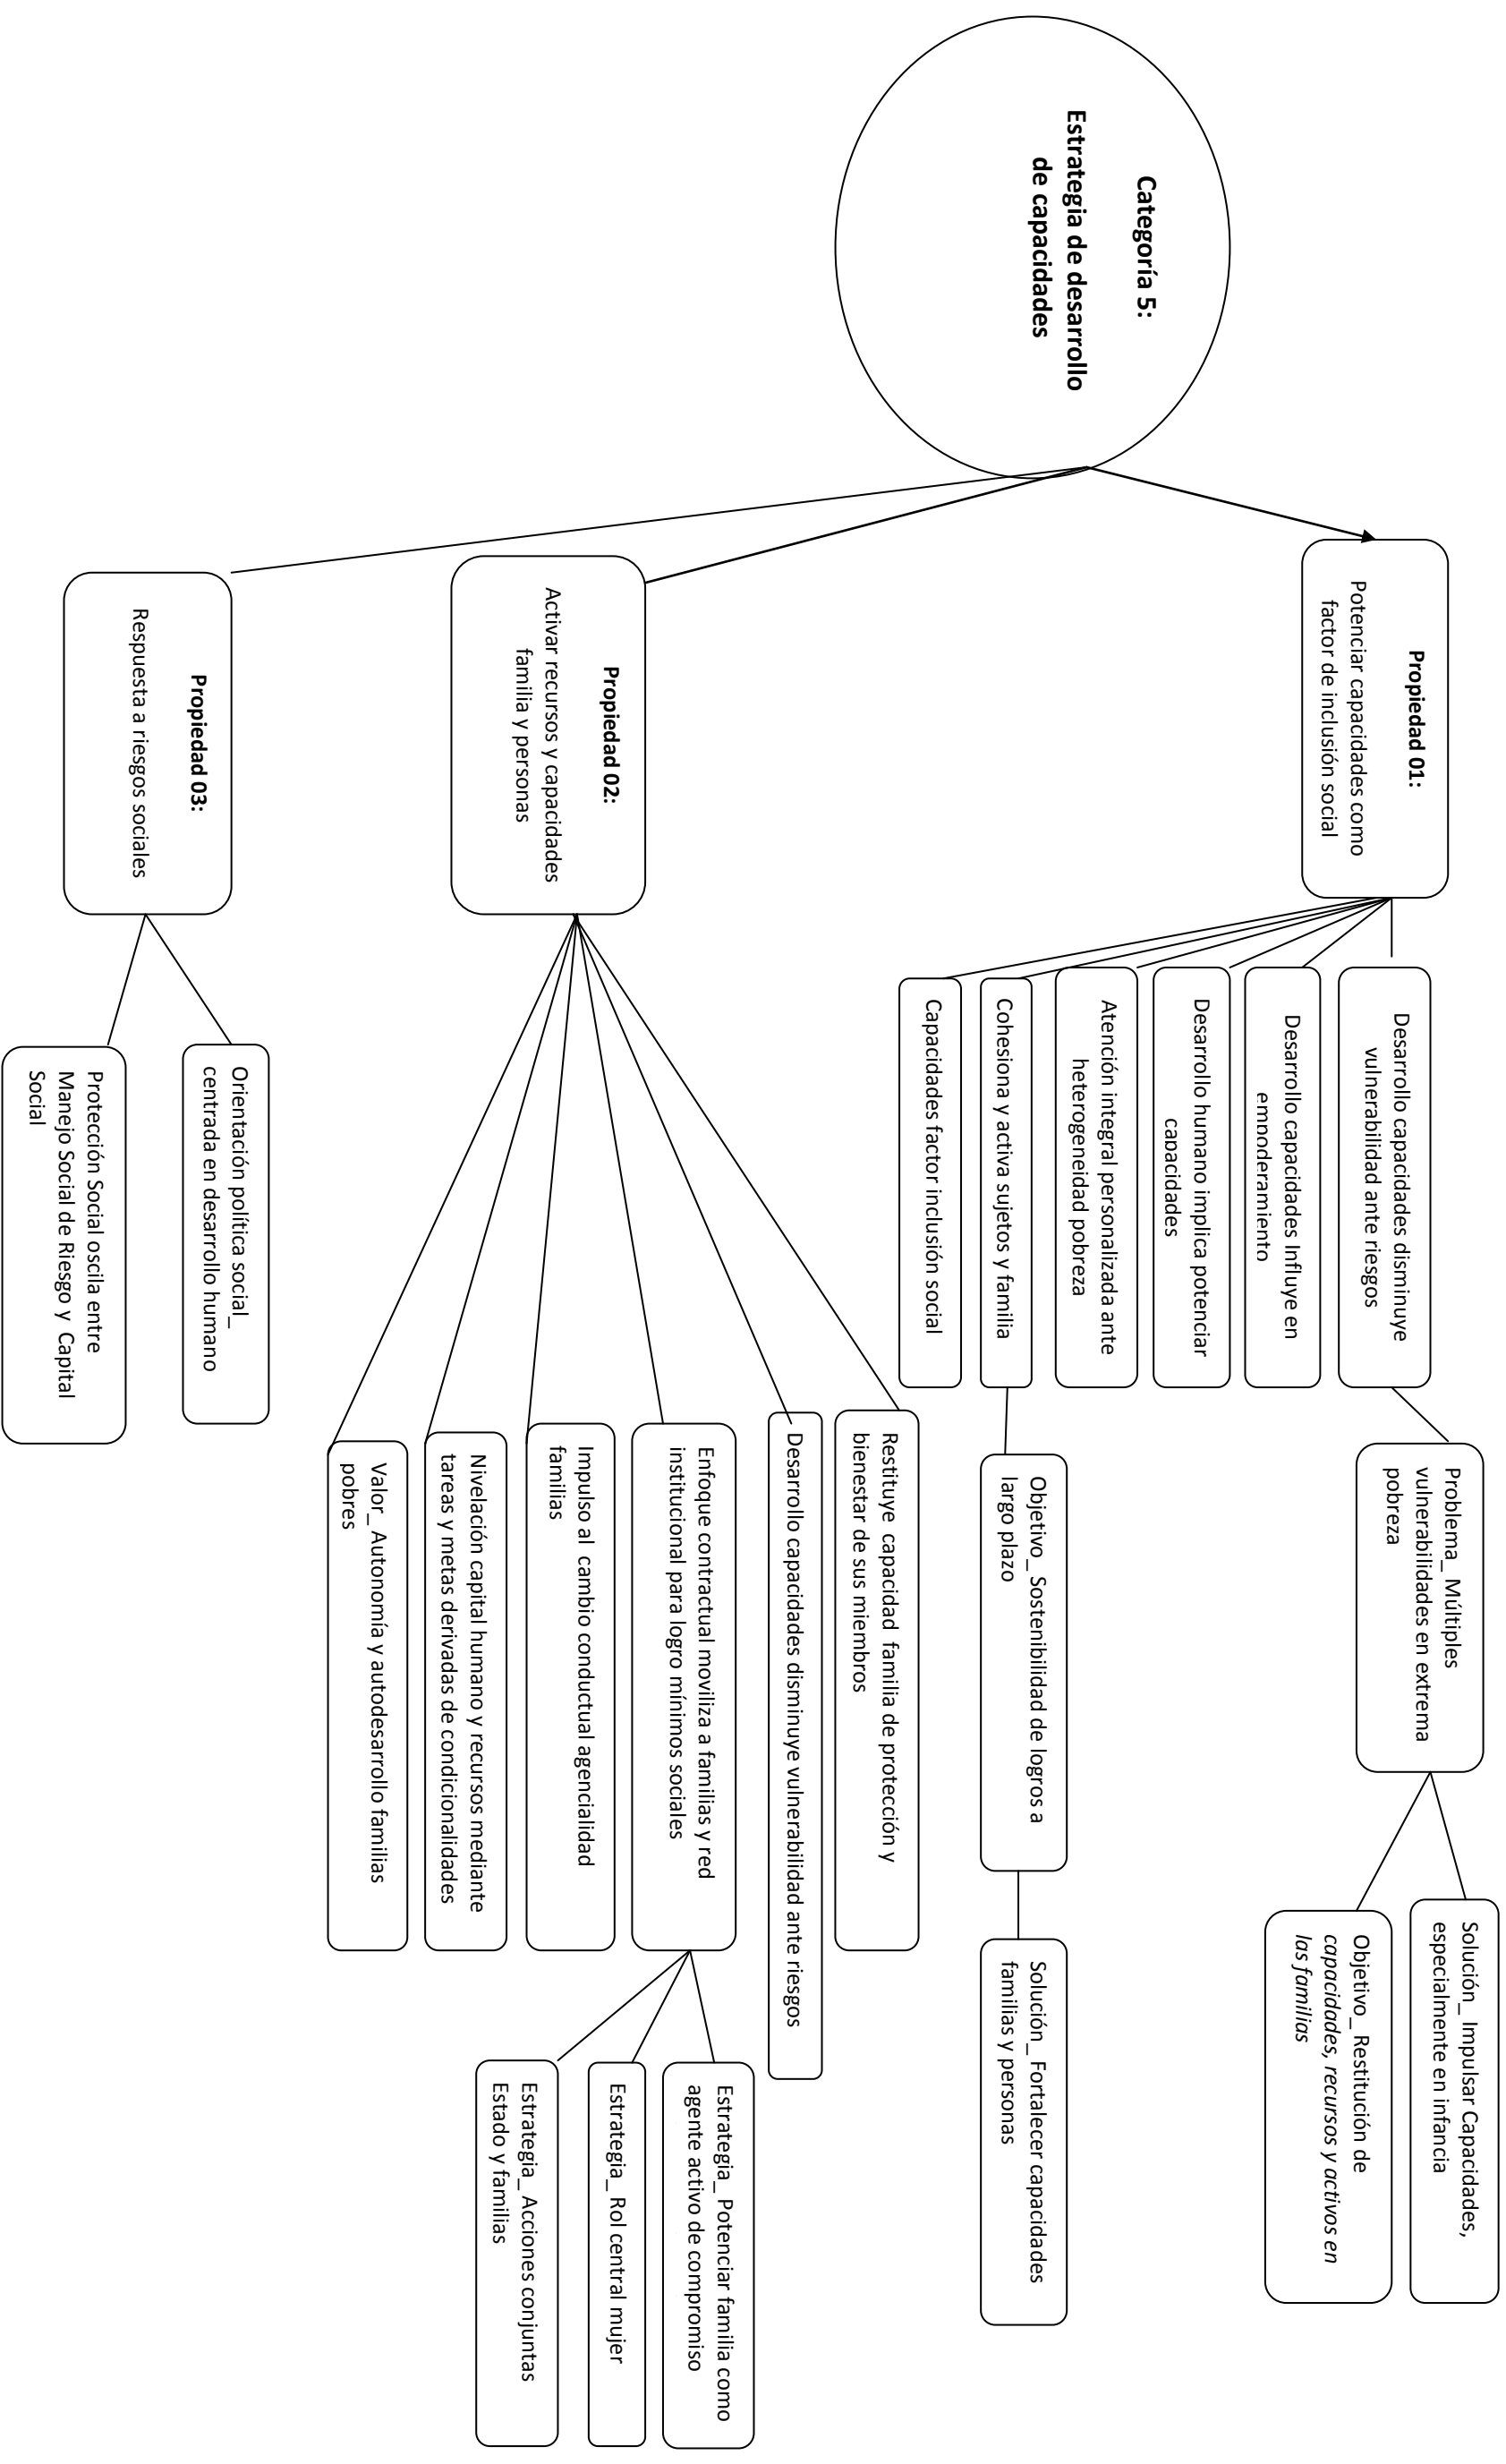 Categoría 5:
Estrategia de desarrollo
de capacidades
Propiedad 01:
Potenciar capacidades como
factor de inclusión social
Desarrollo capacidades disminuye
vulnerabilidad ante riesgos
Problema_ Múltiples
vulnerabilidades en extrema
pobreza
Solución_ Impulsar Capacidades,
especialmente en infancia
Objetivo_ Restitución de
capacidades, recursos y activos en
las familias
Desarrollo capacidades Influye en
empoderamiento
Desarrollo humano implica potenciar
capacidades
Atención integral personalizada ante
heterogeneidad pobreza
Cohesiona y activa sujetos y familia
Objetivo_ Sostenibilidad de logros a
largo plazo
Solución_ Fortalecer capacidades
familias y personas
Capacidades factor inclusión social
Propiedad 02:
Activar recursos y capacidades
familia y personas
Restituye capacidad familia de protección y
bienestar de sus miembros
Desarrollo capacidades disminuye vulnerabilidad ante riesgos
Enfoque contractual moviliza a familias y red
institucional para logro mínimos sociales
Estrategia_ Potenciar familia como
agente activo de compromiso
Estrategia_ Rol central mujer
Estrategia_ Acciones conjuntas
Estado y familias
Impulso al cambio conductual agencialidad
familias
Nivelación capital humano y recursos mediante
tareas y metas derivadas de condicionalidades
Valor_ Autonomía y autodesarrollo familias
pobres
Propiedad 03:
Respuesta a riesgos sociales
Orientación política social_
centrada en desarrollo humano
Protección Social oscila entre
Manejo Social de Riesgo y Capital
Social